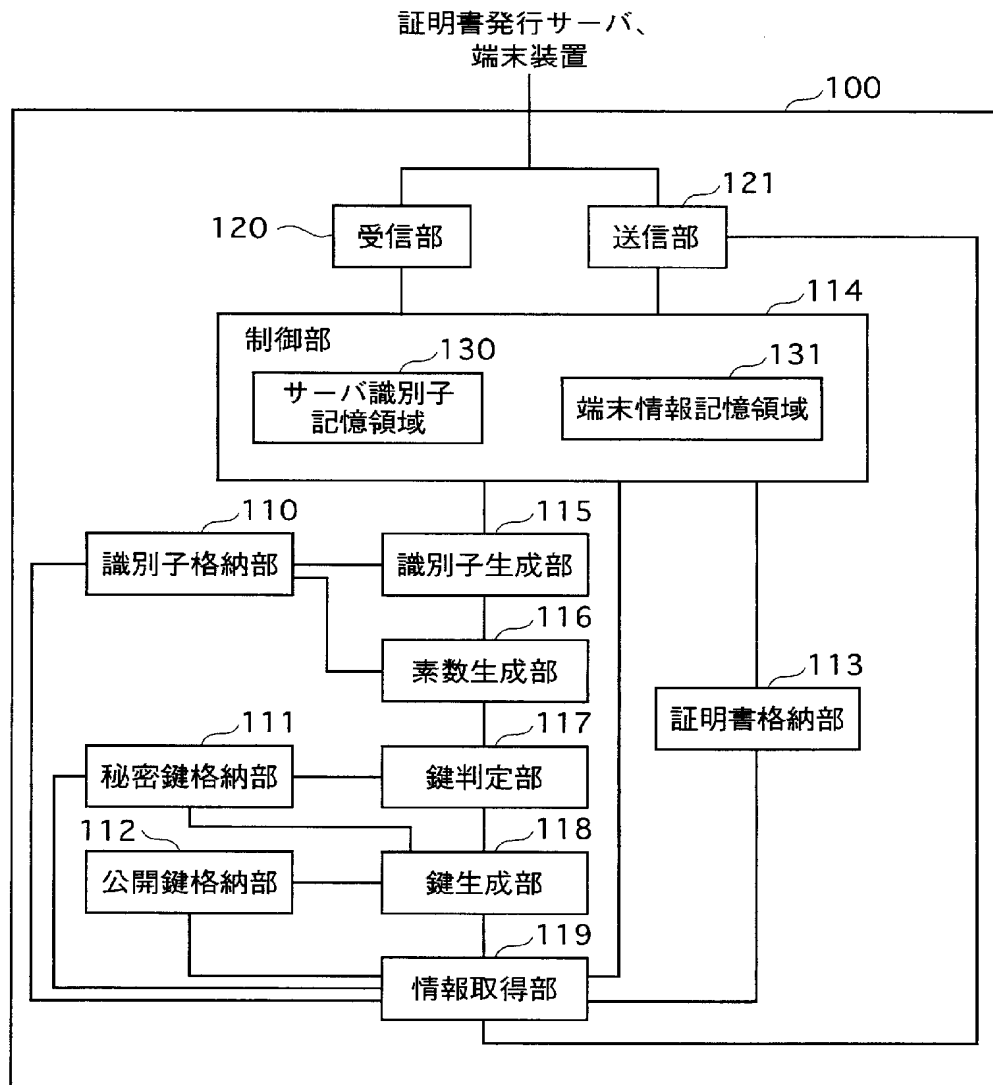 証明書発行サーバ、
端末装置
100
120
受信部
121
送信部
114
制御部
130
サーバ識別子
記憶領域
131
端末情報記憶領域
110
識別子格納部
115
識別子生成部
116
素数生成部
113
証明書格納部
111
秘密鍵格納部
117
鍵判定部
112
公開鍵格納部
118
鍵生成部
119
情報取得部